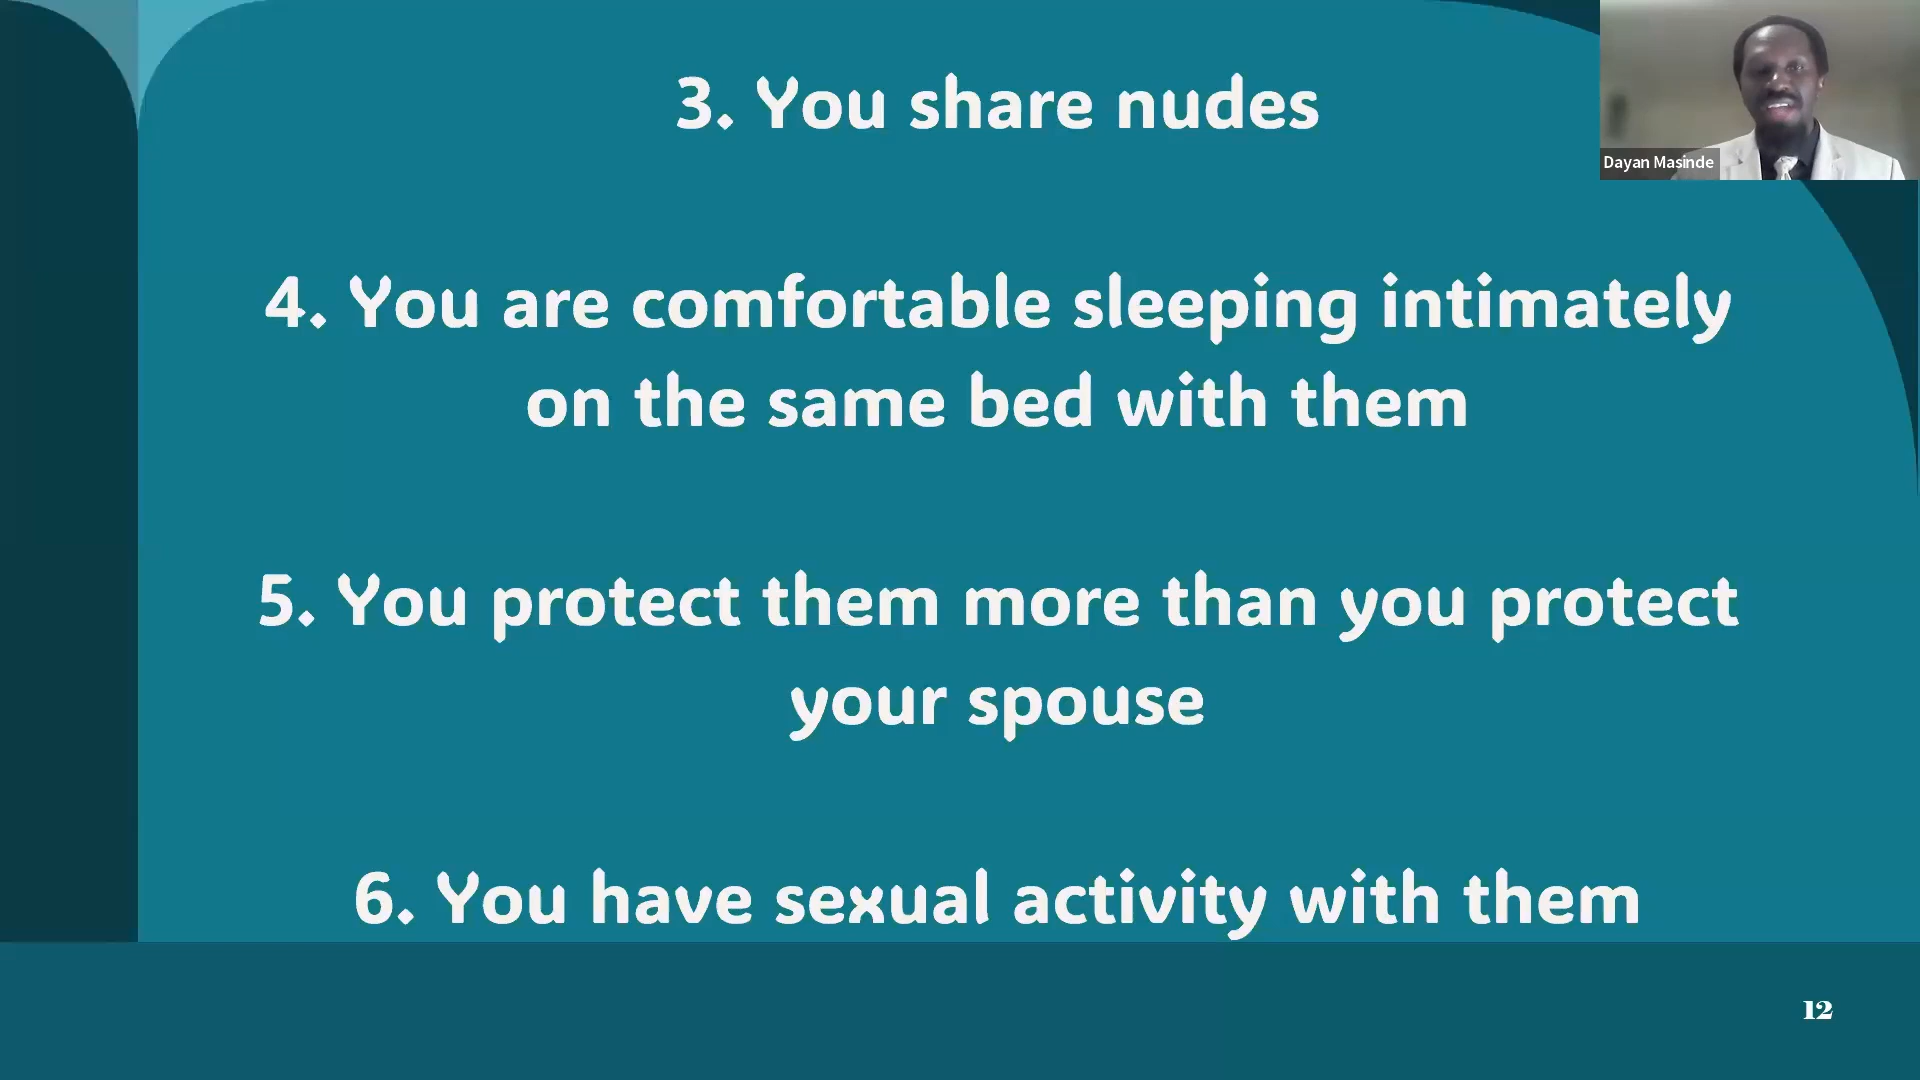 3. You share nudes
Dayan Masinde
4. You are comfortable sleeping intimately
on the same bed with them
5. You protect them more than you protect
your spouse
6. You have sexual activity with them
12